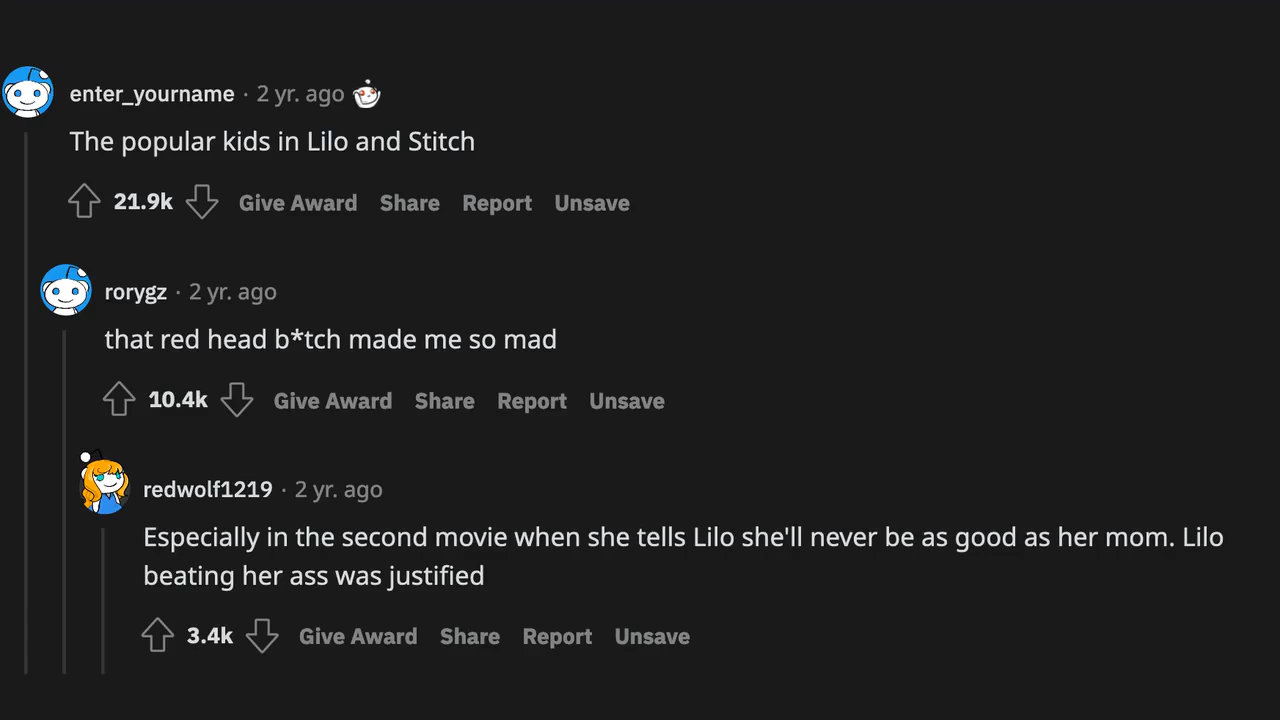 enter_yourname · 2 yr. ago
The popular kids in Lilo and Stitch
21.9k Give Award Share Report Unsave
rorygz · 2 yr. ago
that red head b*tch made me so mad
10.4k Give Award Share Report Unsave
redwolf1219 · 2 yr. ago
Especially in the second movie when she tells Lilo she'll never be as good as her mom. Lilo
beating her ass was justified
3.4k Give Award Share Report Unsave